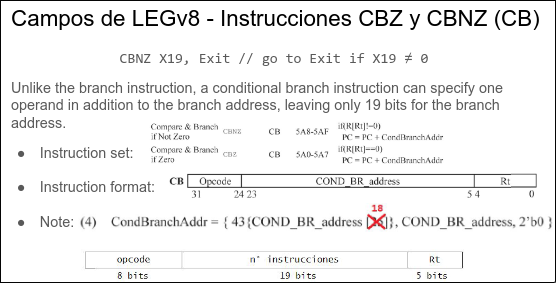 Campos de LEGv8 - Instrucciones CBZ y CBNZ (CB)
CBNZ X19, Exit // go to Exit if X19 ≠ 0
Unlike the branch instruction, a conditional branch instruction can specify one
operand in addition to the branch address, leaving only 19 bits for the branch
address.
● Instruction set:
Compare & Branch if Not Zero CBNZ CB 5A8-5AF if(R[Rt]!=0) PC = PC + CondBranchAddr
Compare & Branch if Zero CBZ CB 5A0-5A7 if(R[Rt]==0) PC = PC + CondBranchAddr
● Instruction format:
CB Opcode COND_BR_address Rt
31 24 23 5 4 0
18
● Note: (4) CondBranchAddr = { 43{COND_BR_address []}, COND_BR_address, 2'b0 }
opcode n° instrucciones Rt
8 bits 19 bits 5 bits